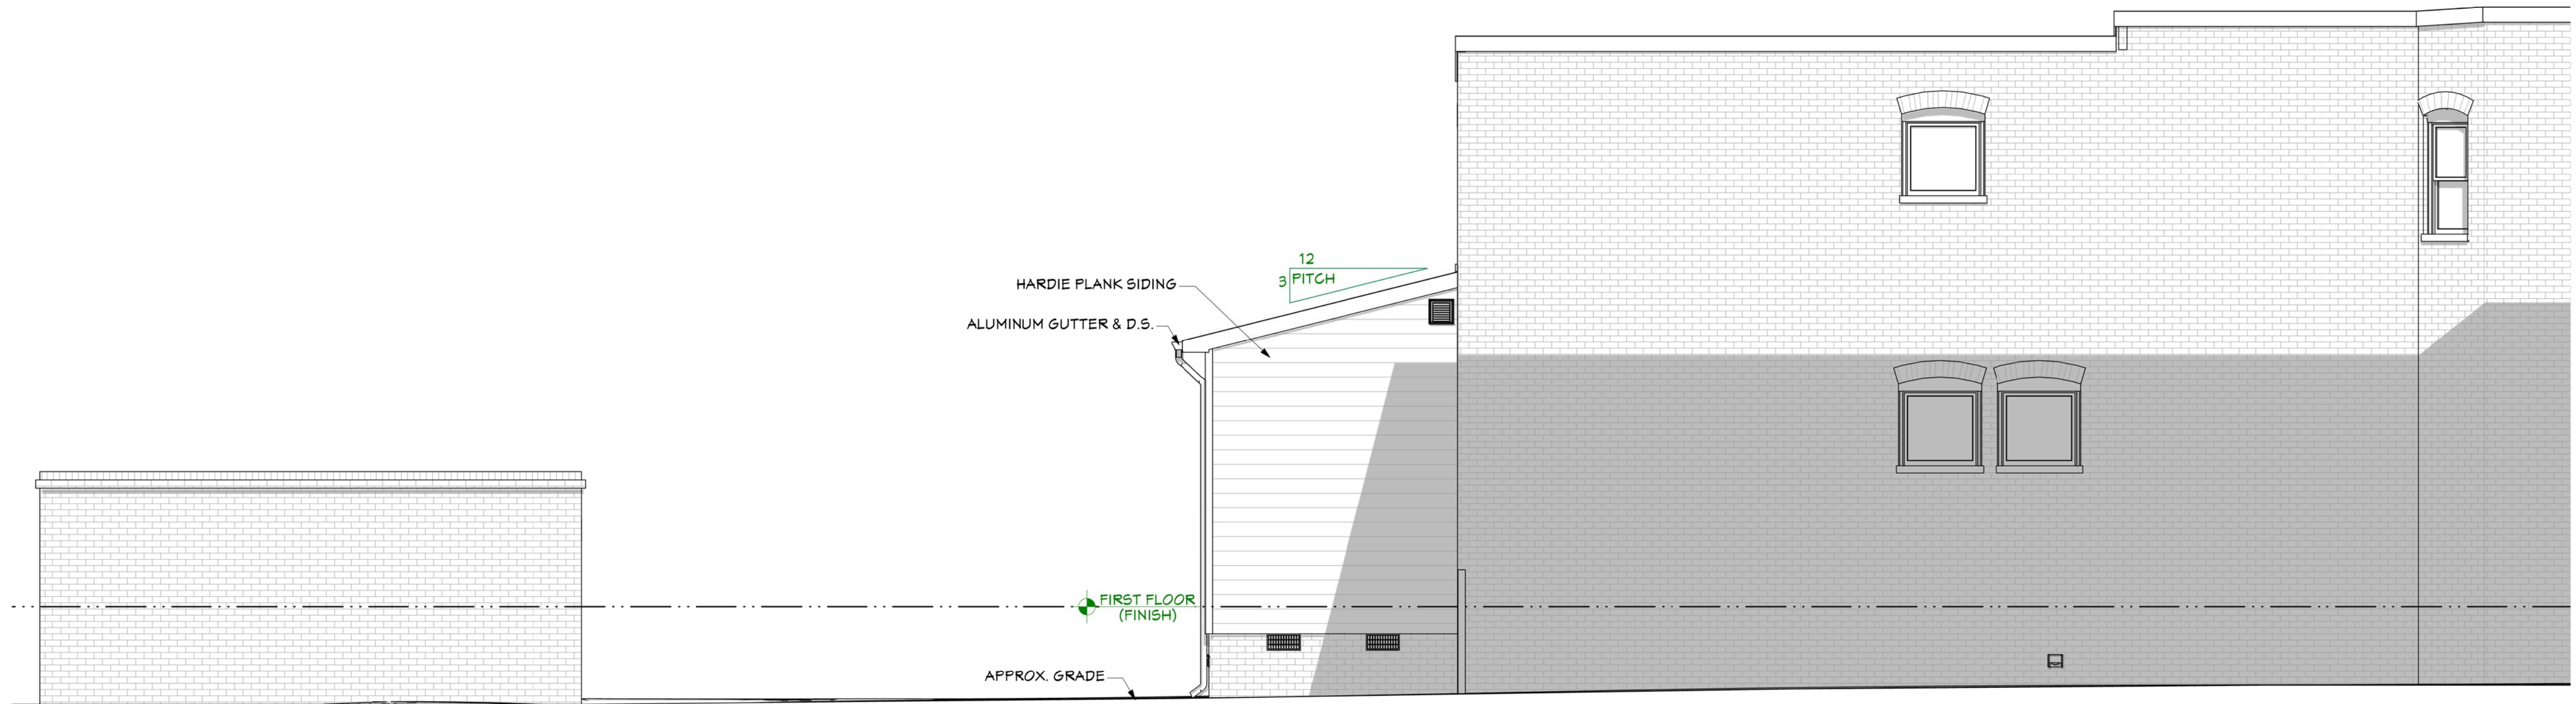 12
3 PITCH
HARDIE PLANK SIDING
ALUMINUM GUTTER & D.S.
FIRST FLOOR
(FINISH)
APPROX. GRADE